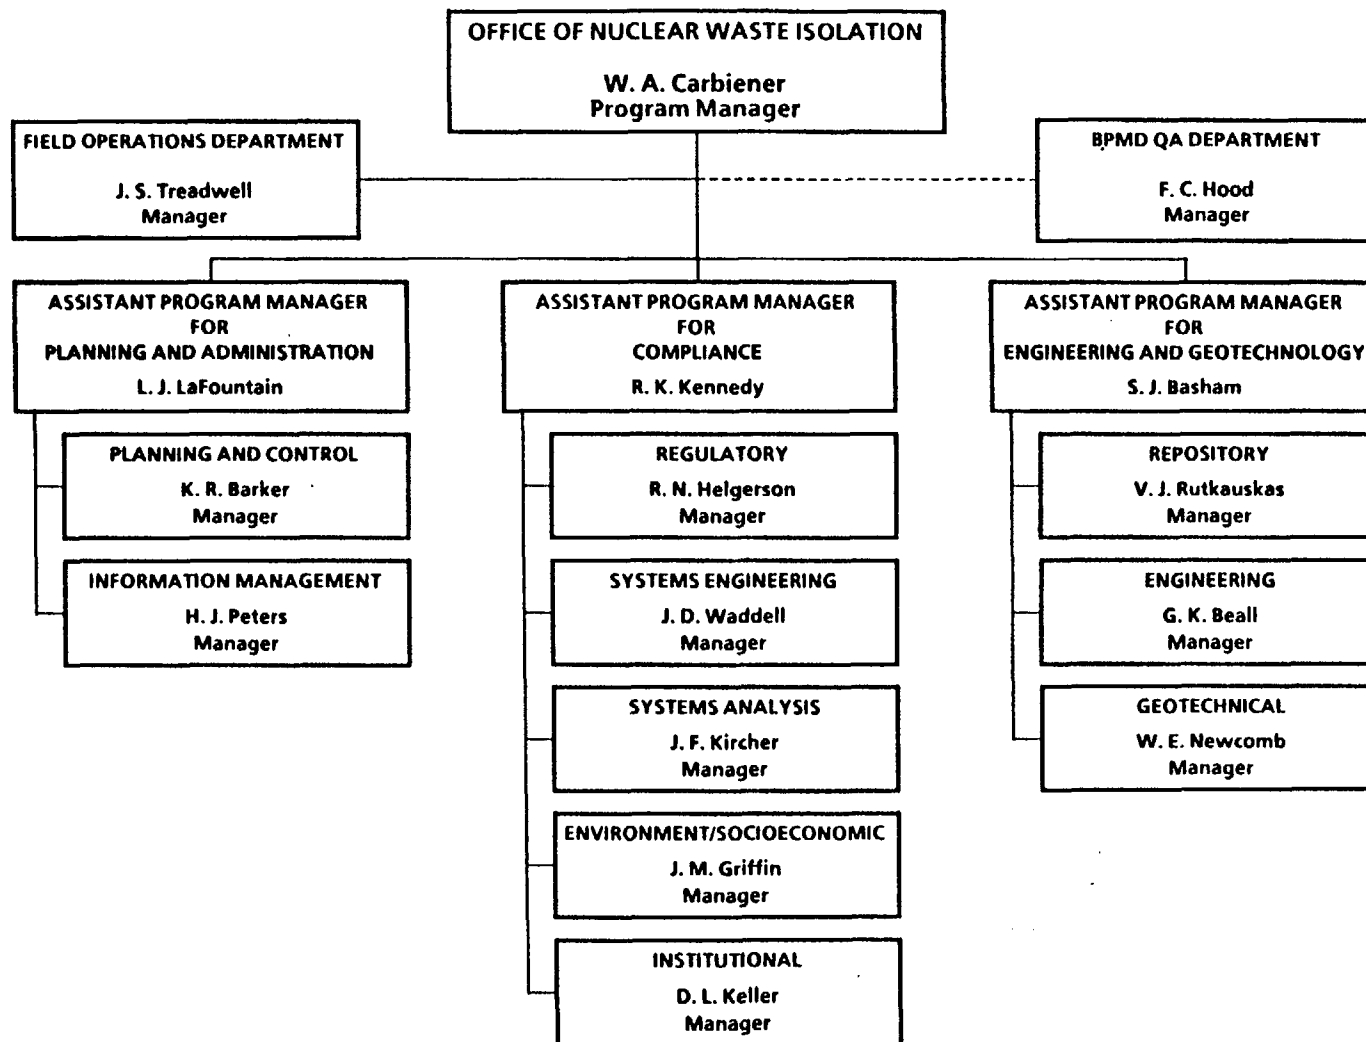 OFFICE OF NUCLEAR WASTE ISOLATION
W. A. Carbiener
Program Manager
FIELD OPERATIONS DEPARTMENT
J. S. Treadwell
Manager
BPMD QA DEPARTMENT
F. C. Hood
Manager
ASSISTANT PROGRAM MANAGER
FOR
PLANNING AND ADMINISTRATION
L. J. LaFountain
PLANNING AND CONTROL
K. R. Barker
Manager
INFORMATION MANAGEMENT
H. J. Peters
Manager
ASSISTANT PROGRAM MANAGER
FOR
COMPLIANCE
R. K. Kennedy
REGULATORY
R. N. Helgerson
Manager
SYSTEMS ENGINEERING
J. D. Waddell
Manager
SYSTEMS ANALYSIS
J. F. Kircher
Manager
ENVIRONMENT/SOCIOECONOMIC
J. M. Griffin
Manager
INSTITUTIONAL
D. L. Keller
Manager
ASSISTANT PROGRAM MANAGER
FOR
ENGINEERING AND GEOTECHNOLOGY
S. J. Basham
REPOSITORY
V. J. Rutkauskas
Manager
ENGINEERING
G. K. Beall
Manager
GEOTECHNICAL
W. E. Newcomb
Manager